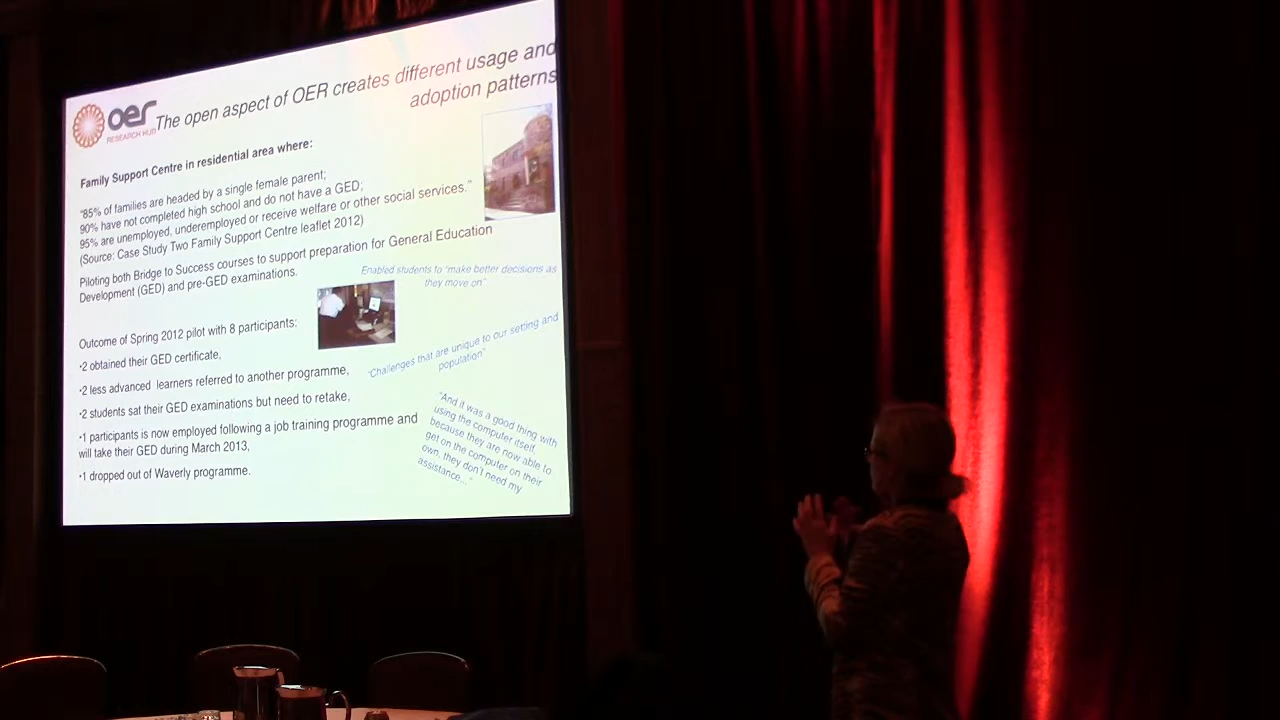 oer
RESEARCH HUB
The open aspect of OER creates different usage and
adoption patterns
Family Support Centre in residential area where:
"85% of families are headed by a single female parent;
90% have not completed high school and do not have a GED;
95% are unemployed, underemployed or receive welfare or other social services."
(Source: Case Study Two Family Support Centre leaflet 2012)
Piloting both Bridge to Success courses to support preparation for General Education
Development (GED) and pre-GED examinations.
Enabled students to "make better decisions as
they move on"
Outcome of Spring 2012 pilot with 8 participants:
•2 obtained their GED certificate,
•2 less advanced learners referred to another programme,
•2 students sat their GED examinations but need to retake,
•1 participants is now employed following a job training programme and
will take their GED during March 2013,
•1 dropped out of Waverly programme.
"Challenges that are unique to our setting and
population"
"And it was a good thing with
using the computer itself,
because they are now able to
get on the computer on their
own, they don't need my
assistance..."